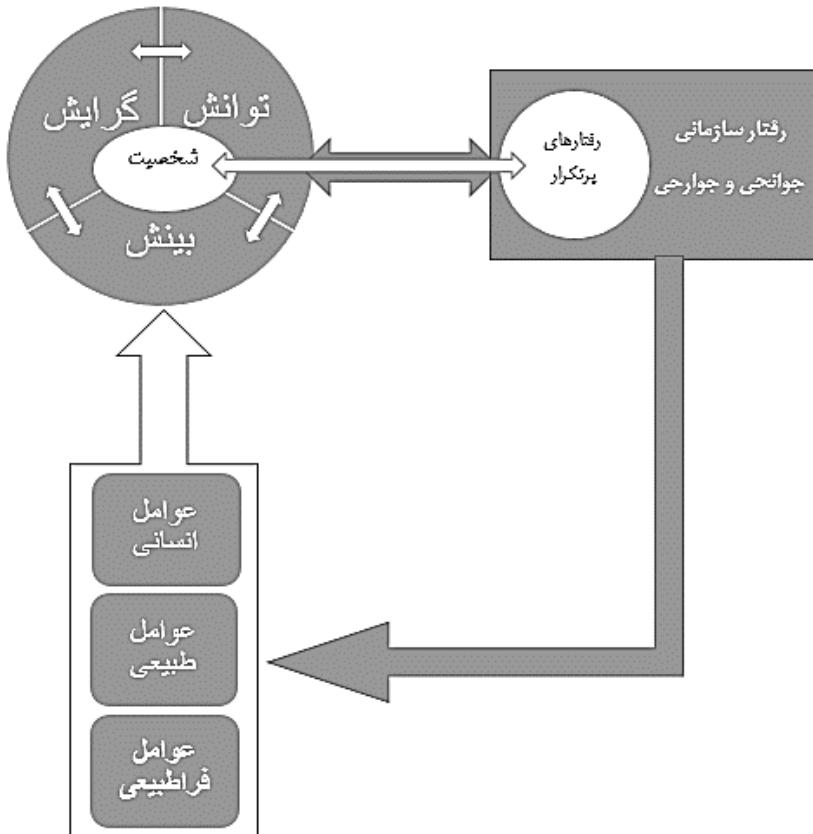 توانش
گرایش
شخصیت
بینش
رفتار سازمانی
جوانحی و جوارحی
رفتارهای
پرتکرار
عوامل
انسانی
عوامل
طبیعی
عوامل
فراطبیعی